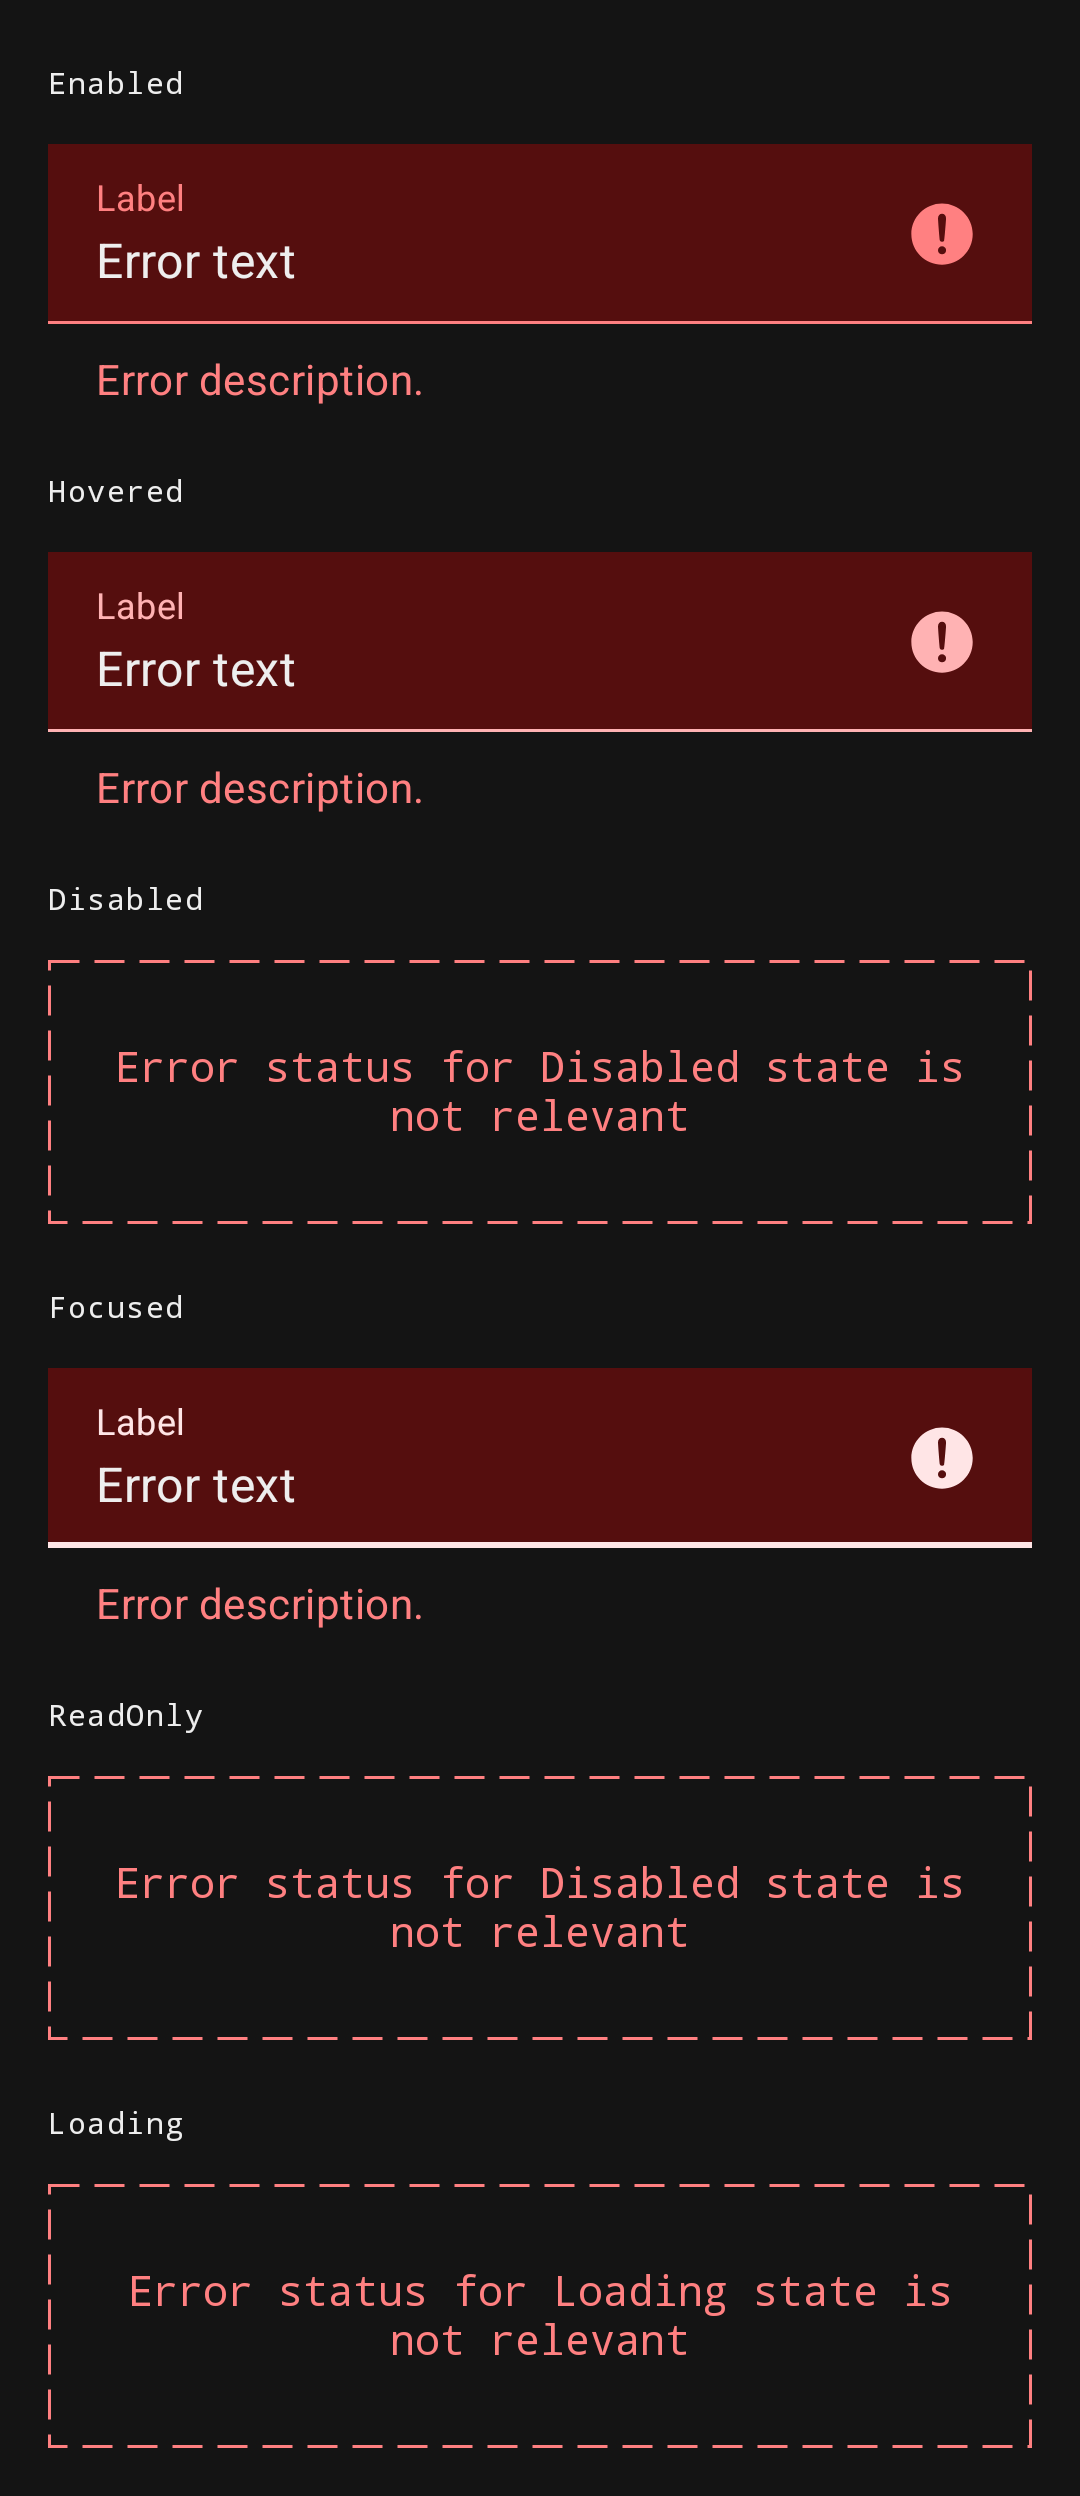 Enabled
Label
Error text
Error description.
Hovered
Label
Error text
Error description.
Disabled
Error status for Disabled state is
not relevant
Focused
Label
Error text
Error description.
ReadOnly
Error status for Disabled state is
not relevant
Loading
Error status for Loading state is
not relevant